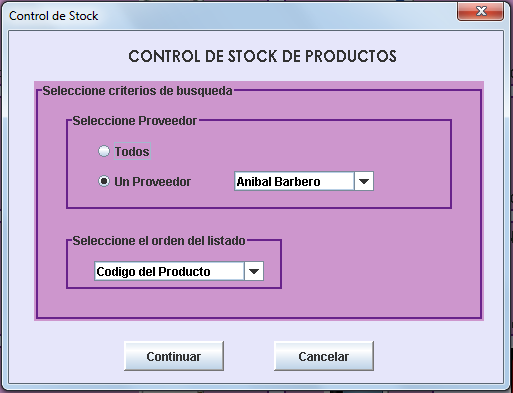 Control de Stock
CONTROL DE STOCK DE PRODUCTOS
Seleccione criterios de busqueda
Seleccione Proveedor
Todos
Un Proveedor Anibal Barbero
Seleccione el orden del listado
Codigo del Producto
Continuar Cancelar